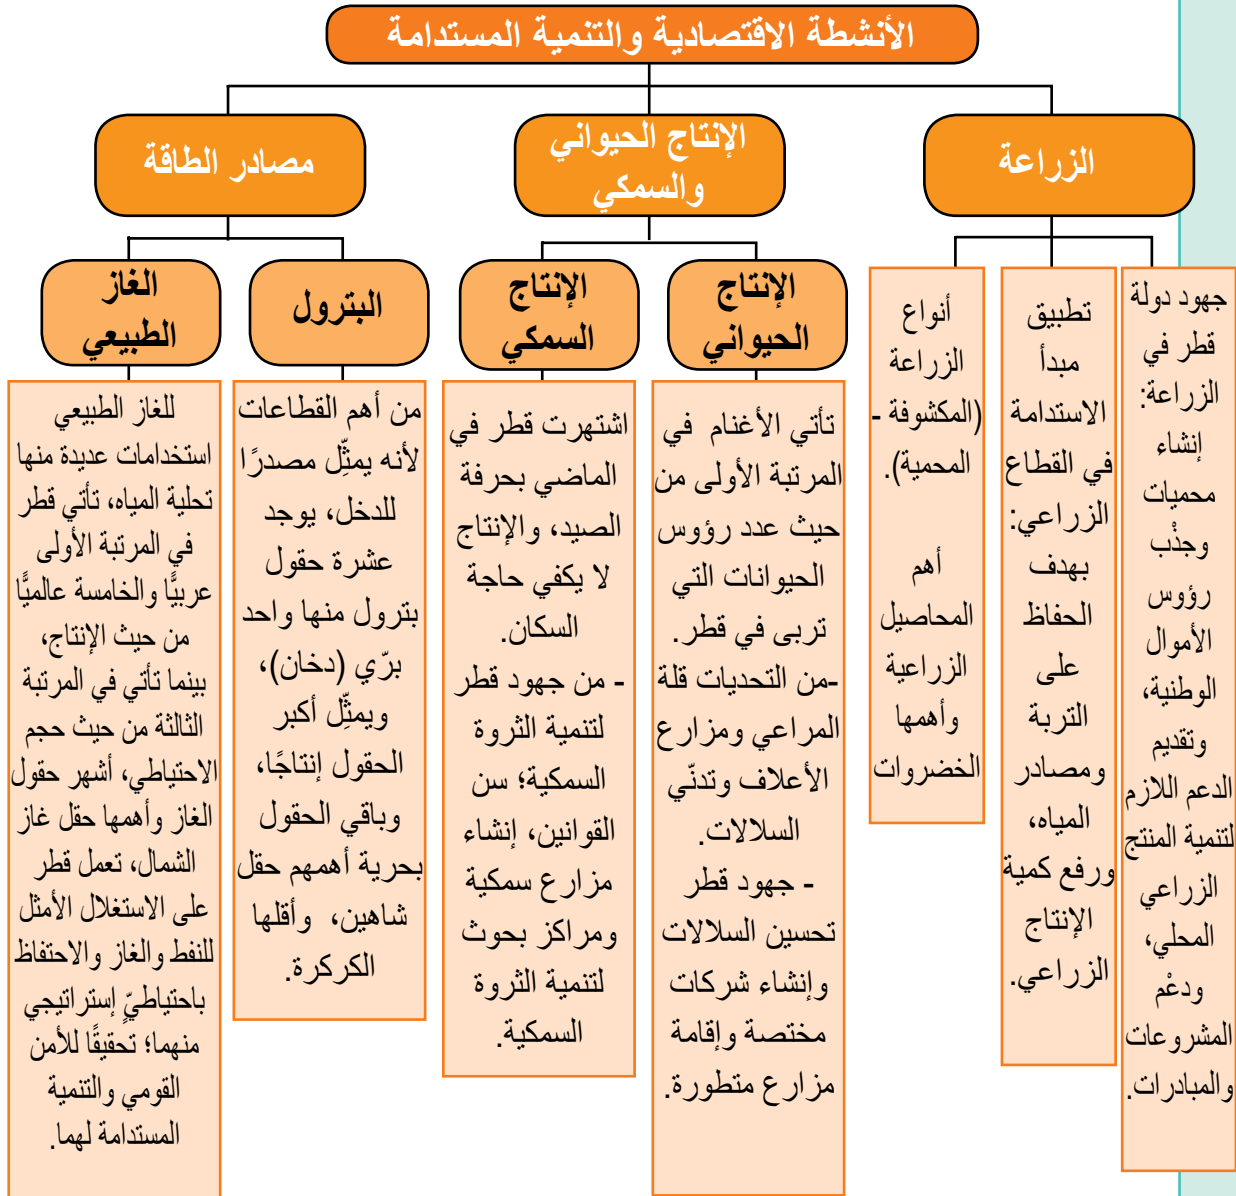 الأنشطة الاقتصادية والتنمية المستدامة
الزراعة
الإنتاج الحيواني
والسمكي
مصادر الطاقة
جهود دولة
قطر في
الزراعة:
إنشاء
محميات
وجذْب
رؤوس
الأموال
الوطنية،
وتقديم
الدعم اللازم
لتنمية المنتج
الزراعي
المحلي،
ودعْم
المشروعات
والمبادرات.
تطبيق
مبدأ
الاستدامة
في القطاع
الزراعي:
بهدف
الحفاظ
على
التربة
ومصادر
المياه،
ورفع كمية
الإنتاج
الزراعي.
أنواع
الزراعة
(المكشوفة -
المحمية).
أهم
المحاصيل
الزراعية
وأهمها
الخضروات
الإنتاج
الحيواني
تأتي الأغنام في
المرتبة الأولى من
حيث عدد رؤوس
الحيوانات التي
تربى في قطر.
-من التحديات قلة
المراعي ومزارع
الأعلاف وتدنّي
السلالات.
- جهود قطر
تحسين السلالات
وإنشاء شركات
مختصة وإقامة
مزارع متطورة.
الإنتاج
السمكي
اشتهرت قطر في
الماضي بحرفة
الصيد، والإنتاج
لا يكفي حاجة
السكان.
- من جهود قطر
لتنمية الثروة
السمكية؛ سن
القوانين، إنشاء
مزارع سمكية
ومراكز بحوث
لتنمية الثروة
السمكية.
البترول
من أهم القطاعات
لأنه يمثِّل مصدرًا
للدخل، يوجد
عشرة حقول
بترول منها واحد
برّي (دخان)،
ويمثِّل أكبر
الحقول إنتاجًا،
وباقي الحقول
بحرية أهمهم حقل
شاهين، وأقلها
الكركرة.
الغاز
الطبيعي
للغاز الطبيعي
استخدامات عديدة منها
تحلية المياه، تأتي قطر
في المرتبة الأولى
عربيًّا والخامسة عالميًّا
من حيث الإنتاج،
بينما تأتي في المرتبة
الثالثة من حيث حجم
الاحتياطي، أشهر حقول
الغاز وأهمها حقل غاز
الشمال، تعمل قطر
على الاستغلال الأمثل
للنفط والغاز والاحتفاظ
باحتياطيّ إستراتيجي
منهما؛ تحقيقًا للأمن
القومي والتنمية
المستدامة لهما.